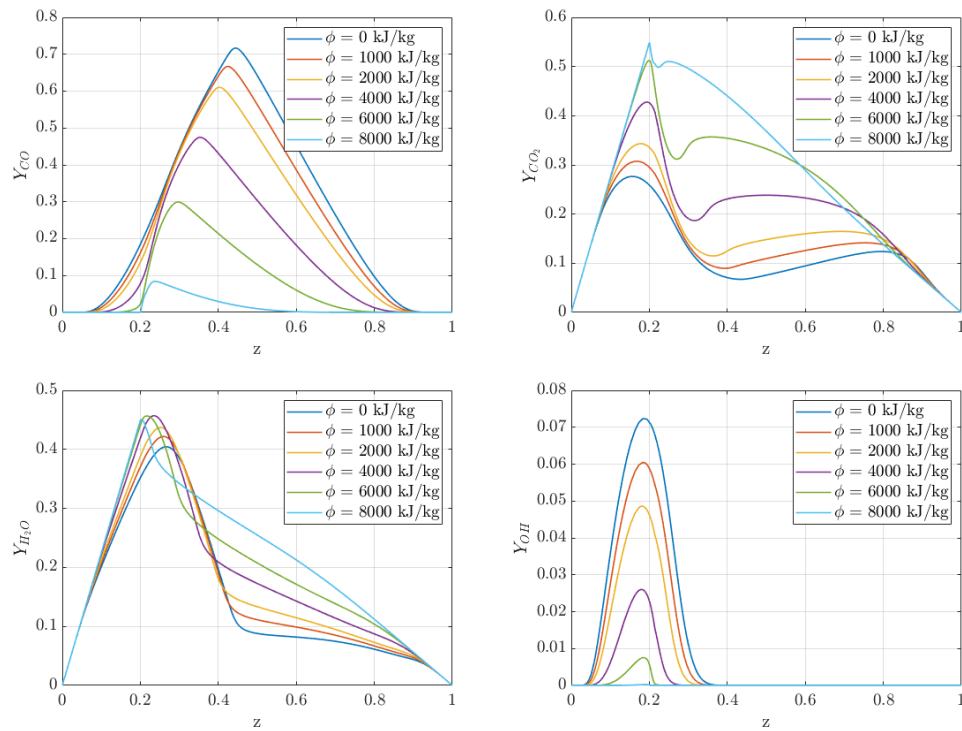 0.8
0.7
0.6
0.5
0.4
0.3
0.2
0.1
0
Y_CO
0 0.2 0.4 0.6 0.8 1
z
ϕ = 0 kJ/kg
ϕ = 1000 kJ/kg
ϕ = 2000 kJ/kg
ϕ = 4000 kJ/kg
ϕ = 6000 kJ/kg
ϕ = 8000 kJ/kg
0.6
0.5
0.4
0.3
0.2
0.1
0
Y_CO₂
0 0.2 0.4 0.6 0.8 1
z
ϕ = 0 kJ/kg
ϕ = 1000 kJ/kg
ϕ = 2000 kJ/kg
ϕ = 4000 kJ/kg
ϕ = 6000 kJ/kg
ϕ = 8000 kJ/kg
0.5
0.4
0.3
0.2
0.1
0
Y_H₂O
0 0.2 0.4 0.6 0.8 1
z
ϕ = 0 kJ/kg
ϕ = 1000 kJ/kg
ϕ = 2000 kJ/kg
ϕ = 4000 kJ/kg
ϕ = 6000 kJ/kg
ϕ = 8000 kJ/kg
0.08
0.07
0.06
0.05
0.04
0.03
0.02
0.01
0
Y_OH
0 0.2 0.4 0.6 0.8 1
z
ϕ = 0 kJ/kg
ϕ = 1000 kJ/kg
ϕ = 2000 kJ/kg
ϕ = 4000 kJ/kg
ϕ = 6000 kJ/kg
ϕ = 8000 kJ/kg